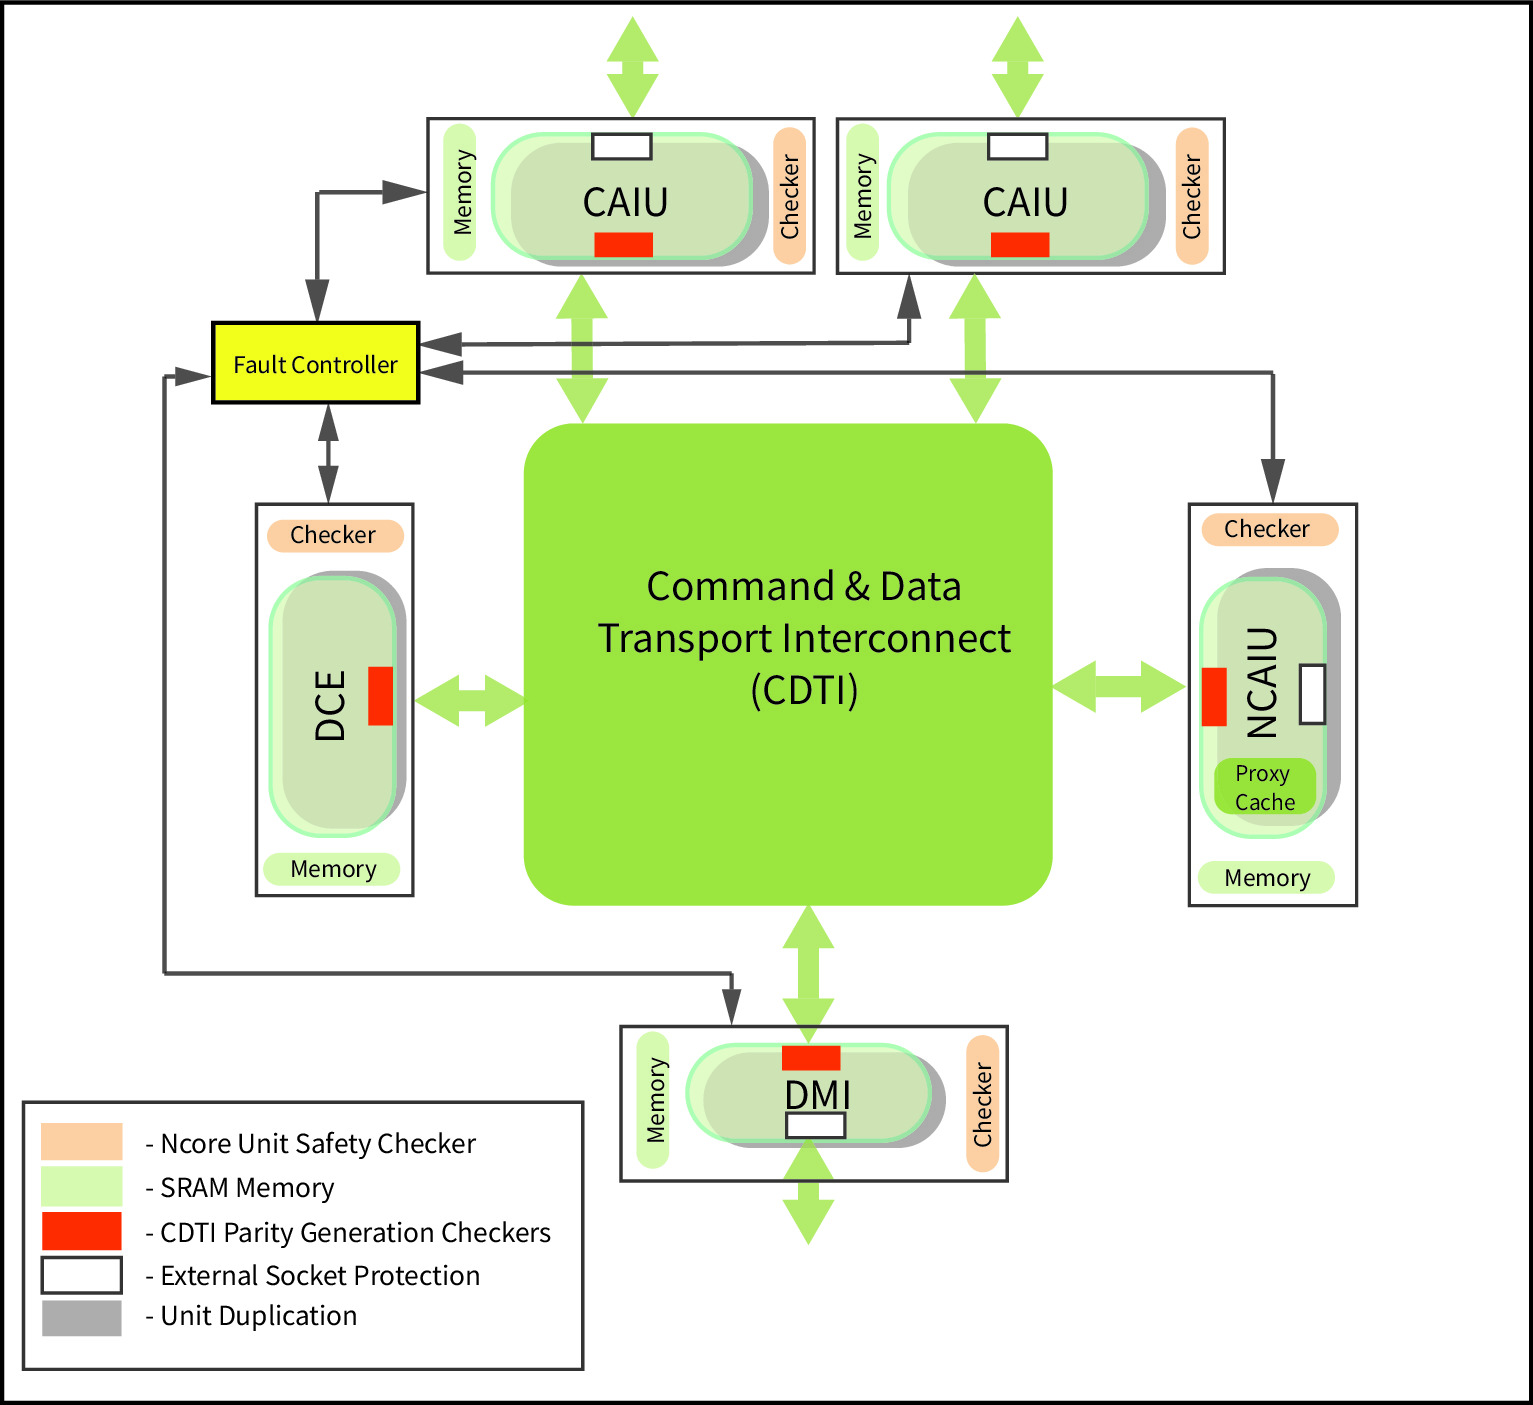 Memory
CAIU
Checker
Memory
CAIU
Checker
Fault Controller
Checker
DCE
Memory
Command & Data
Transport Interconnect
(CDTI)
Checker
NCAIU
Proxy
Cache
Memory
Memory
DMI
Checker
- Ncore Unit Safety Checker
- SRAM Memory
- CDTI Parity Generation Checkers
- External Socket Protection
- Unit Duplication